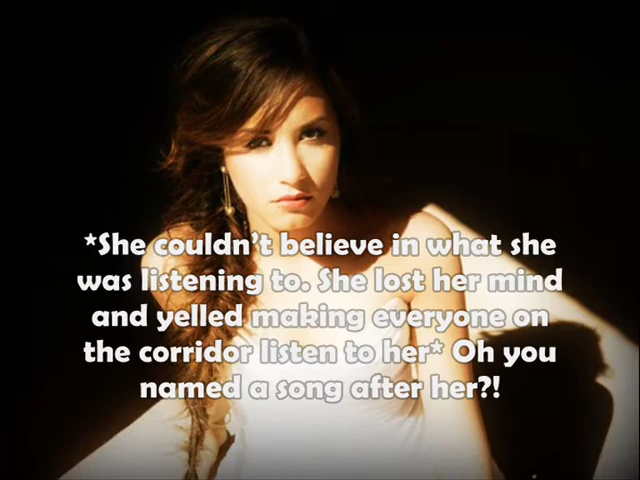 *She couldn't believe in what she
was listening to. She lost her mind
and yelled making everyone on
the corridor listen to her* Oh you
named a song after her?!